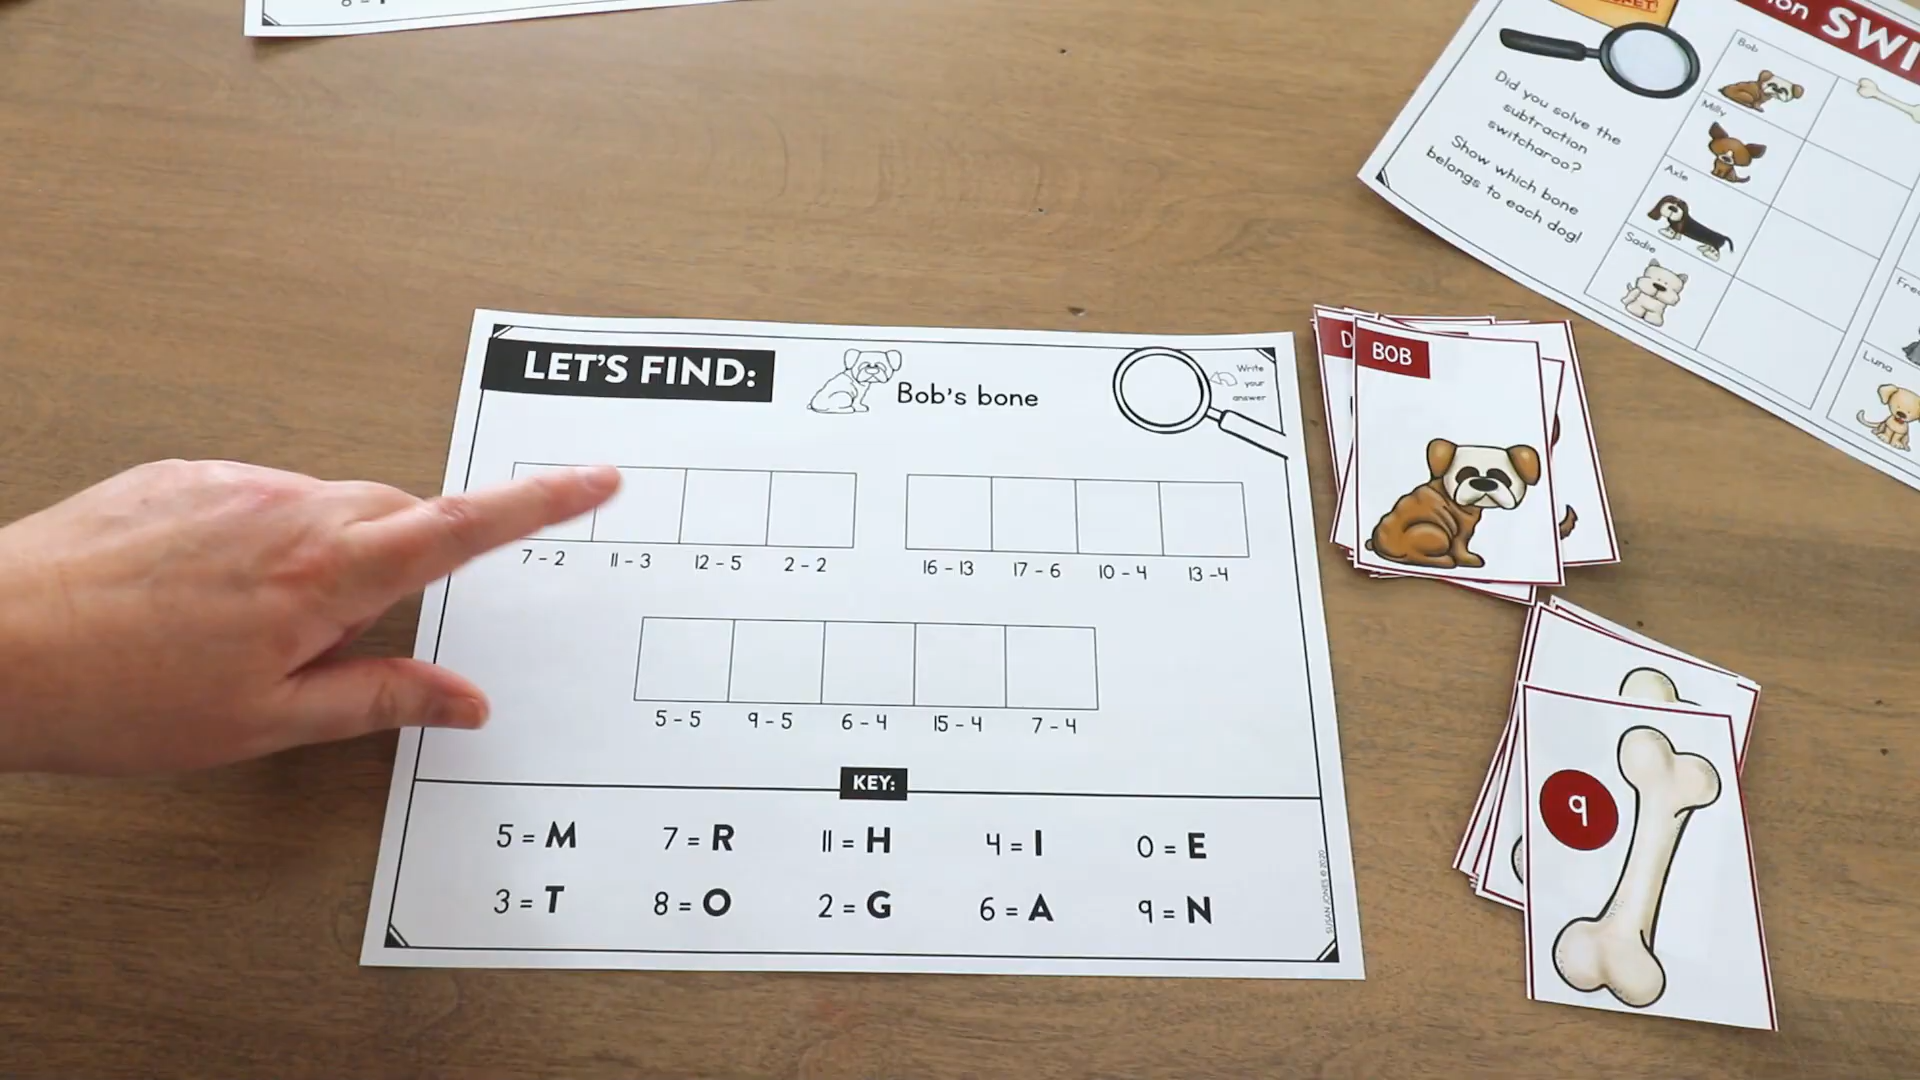 SWI
Bob
Milly
Axle
Sadie
Luna
Did you solve the
subtraction
switcharoo?
Show which bone
belongs to each dog!
LET'S FIND:
Bob's bone
Write
your
answer
7 - 2 11 - 3 12 - 5 2 - 2
16 - 13 17 - 6 10 - 4 13 -4
5 - 5 9 - 5 6 - 4 15 - 4 7 - 4
KEY:
5 = M 7 = R 11 = H 4 = I 0 = E
3 = T 8 = O 2 = G 6 = A 9 = N
SUSAN JONES © 2020
D
BOB
9